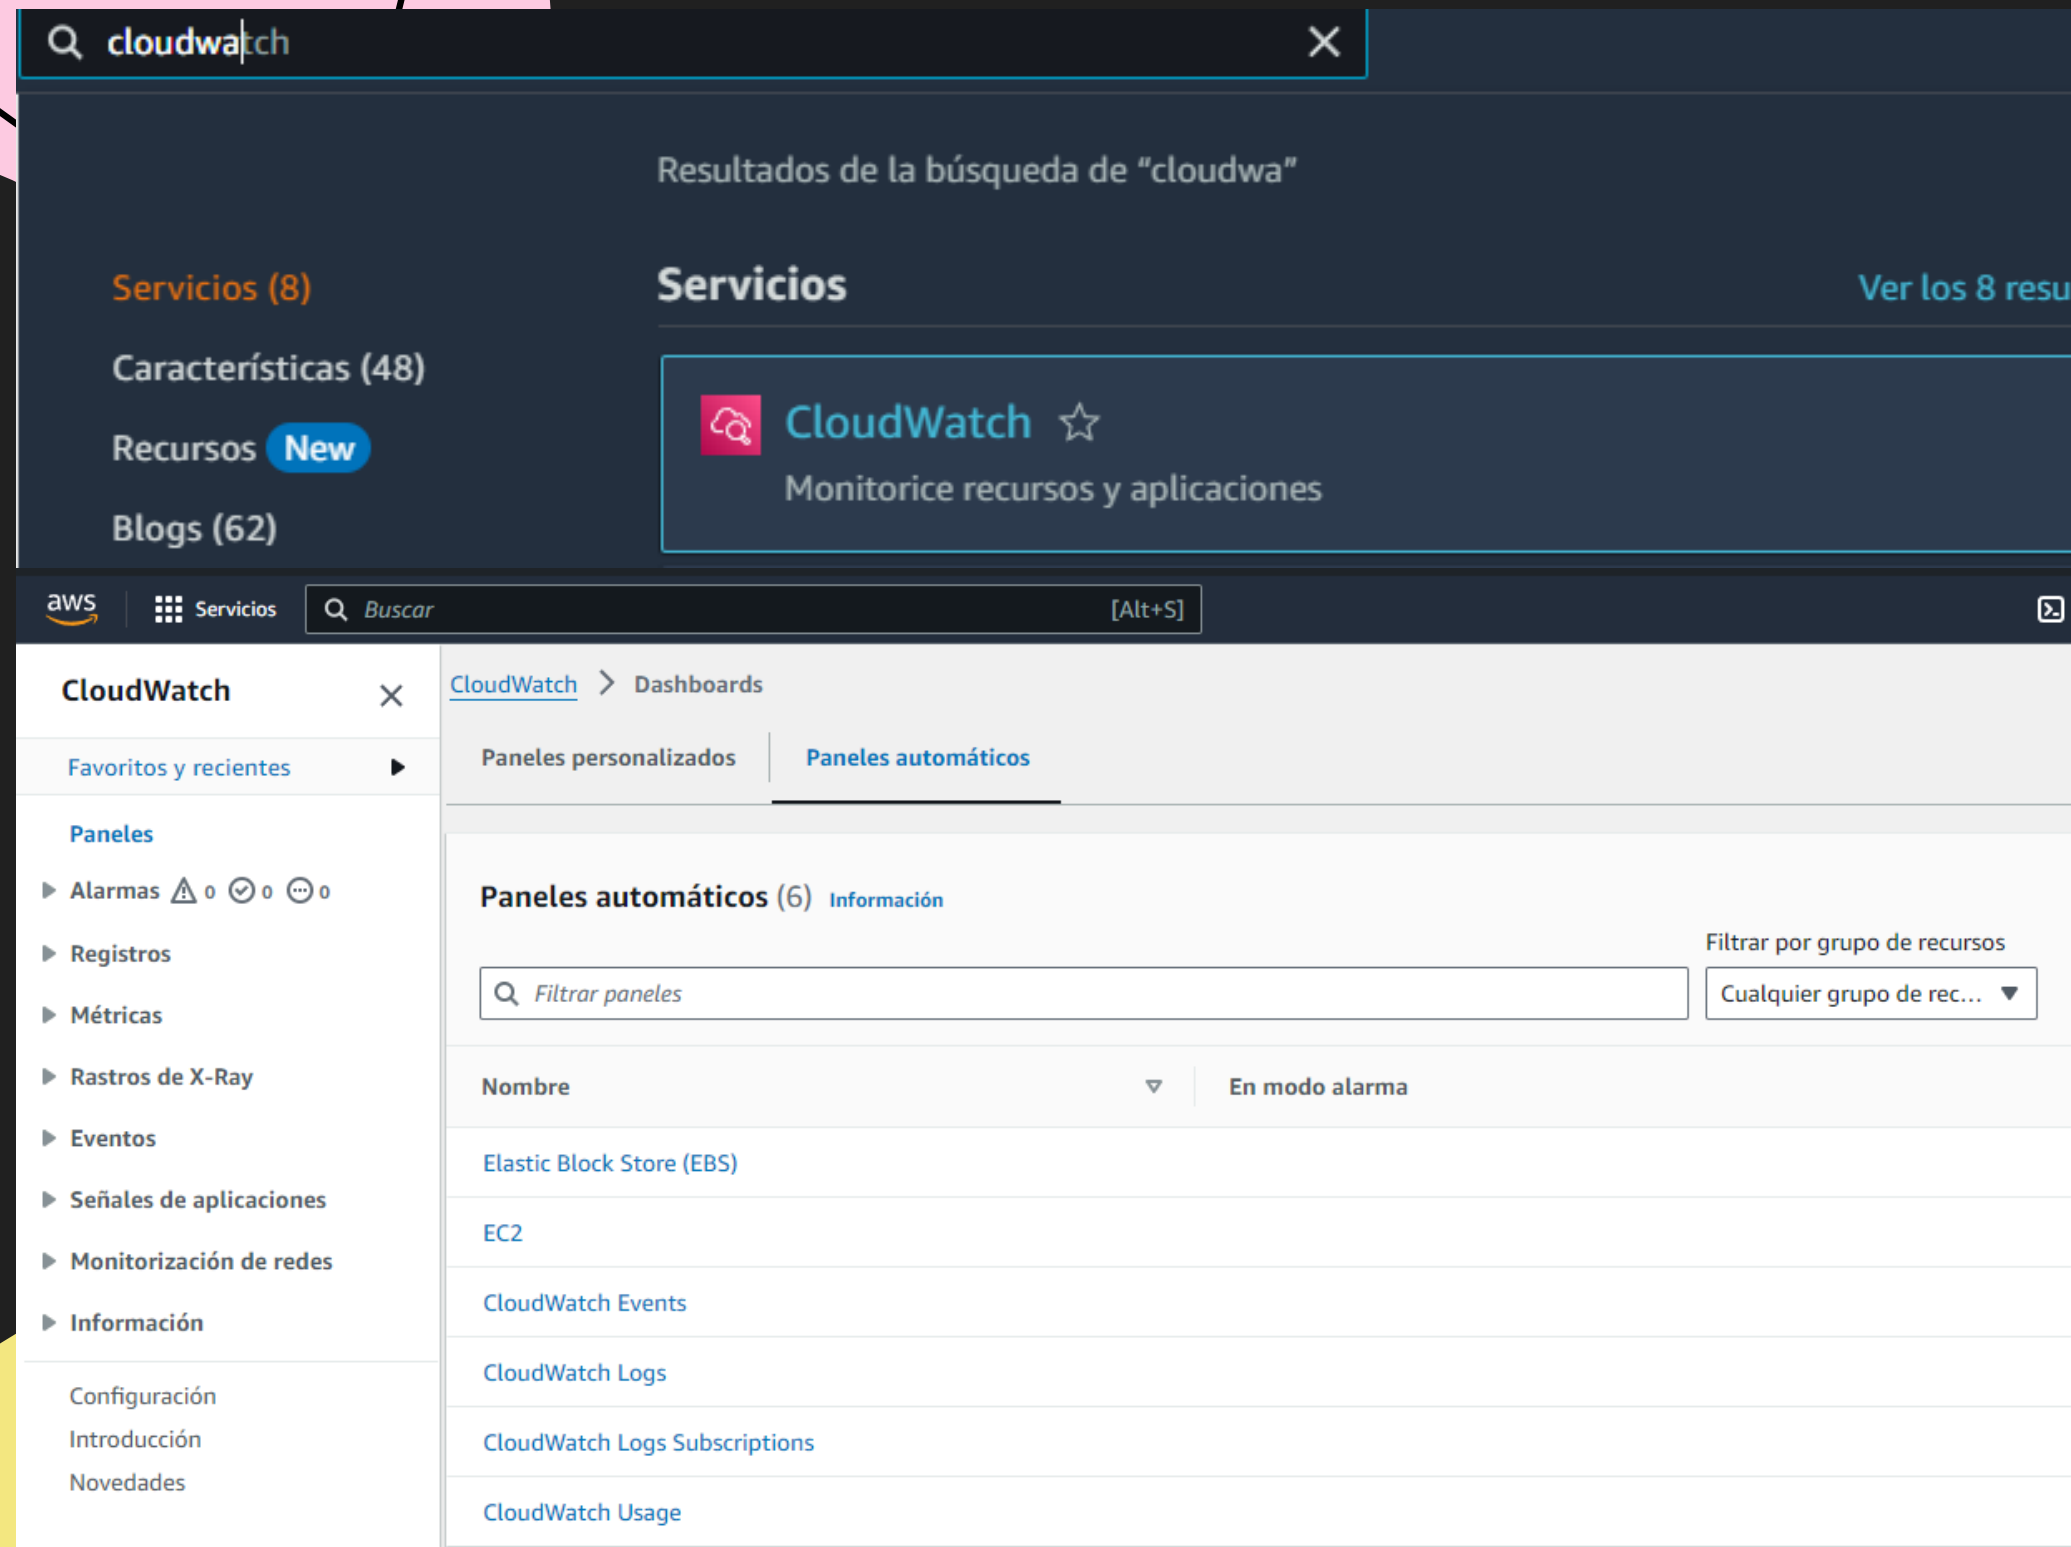 cloudwatch
Resultados de la búsqueda de “cloudwa”
Servicios (8)
Características (48)
Recursos New
Blogs (62)
Servicios
Ver los 8 resu
CloudWatch
Monitorice recursos y aplicaciones
aws
Servicios
Buscar
[Alt+S]
CloudWatch
Favoritos y recientes
Paneles
Alarmas 0 0 0
Registros
Métricas
Rastros de X-Ray
Eventos
Señales de aplicaciones
Monitorización de redes
Información
Configuración
Introducción
Novedades
CloudWatch > Dashboards
Paneles personalizados
Paneles automáticos
Paneles automáticos (6) Información
Filtrar por grupo de recursos
Filtrar paneles
Cualquier grupo de rec...
Nombre
En modo alarma
Elastic Block Store (EBS)
EC2
CloudWatch Events
CloudWatch Logs
CloudWatch Logs Subscriptions
CloudWatch Usage